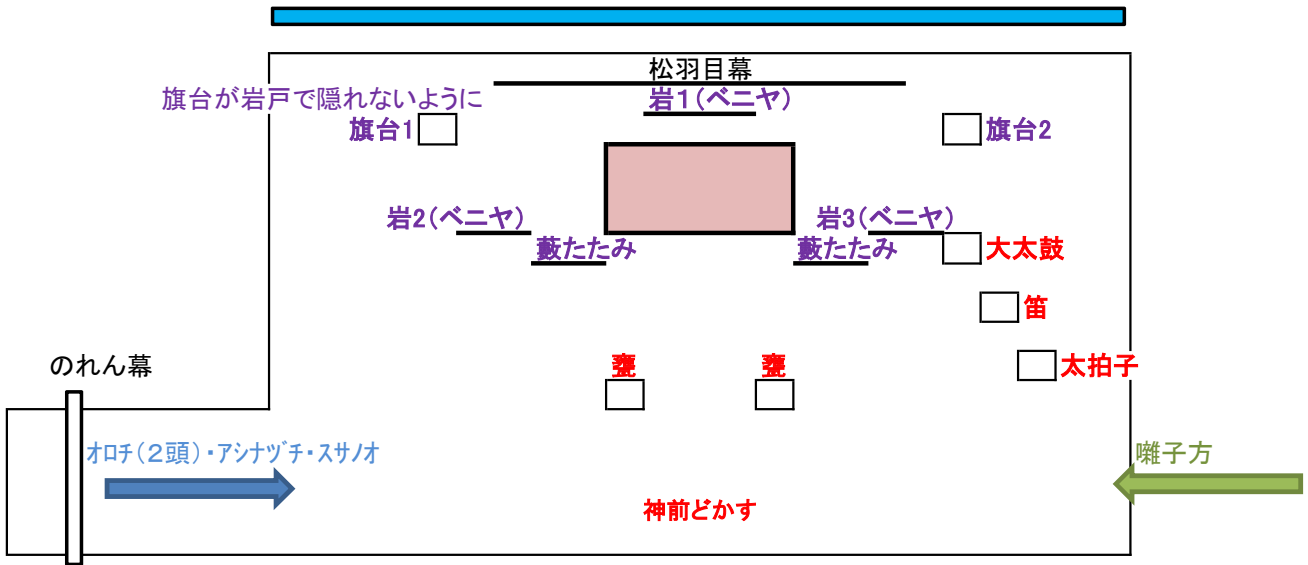 松羽目幕
旗台が岩戸で隠れないように
岩1(ベニヤ)
旗台1
旗台2
岩2(ベニヤ)
岩3(ベニヤ)
藪たたみ
藪たたみ
大太鼓
笛
のれん幕
甕
甕
太拍子
オロチ(2頭)・アシナヅチ・スサノオ
囃子方
神前どかす